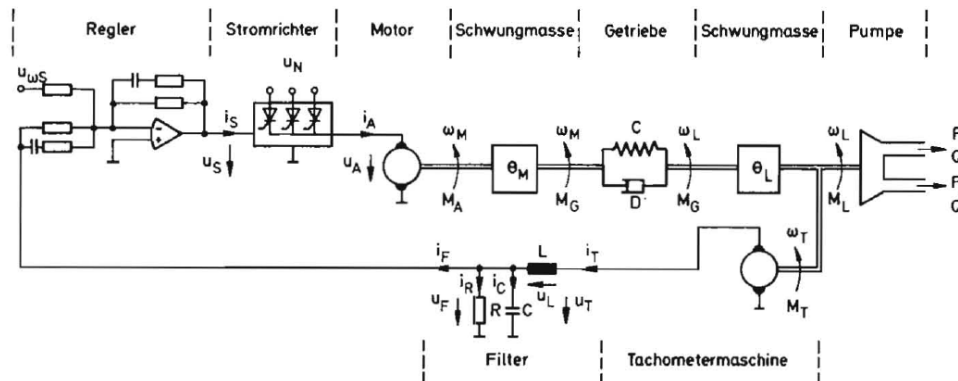 Regler | Stromrichter | Motor | Schwungmasse | Getriebe | Schwungmasse | Pumpe
u_ωS
u_N
i_S
u_S
i_A
u_A
ω_M
M_A
θ_M
ω_M
M_G
C
D
ω_L
M_G
θ_L
ω_L
M_L
ω_T
M_T
i_F
i_R
i_C
L
i_T
u_F
R
C
u_L
u_T
Filter | Tachometermaschine